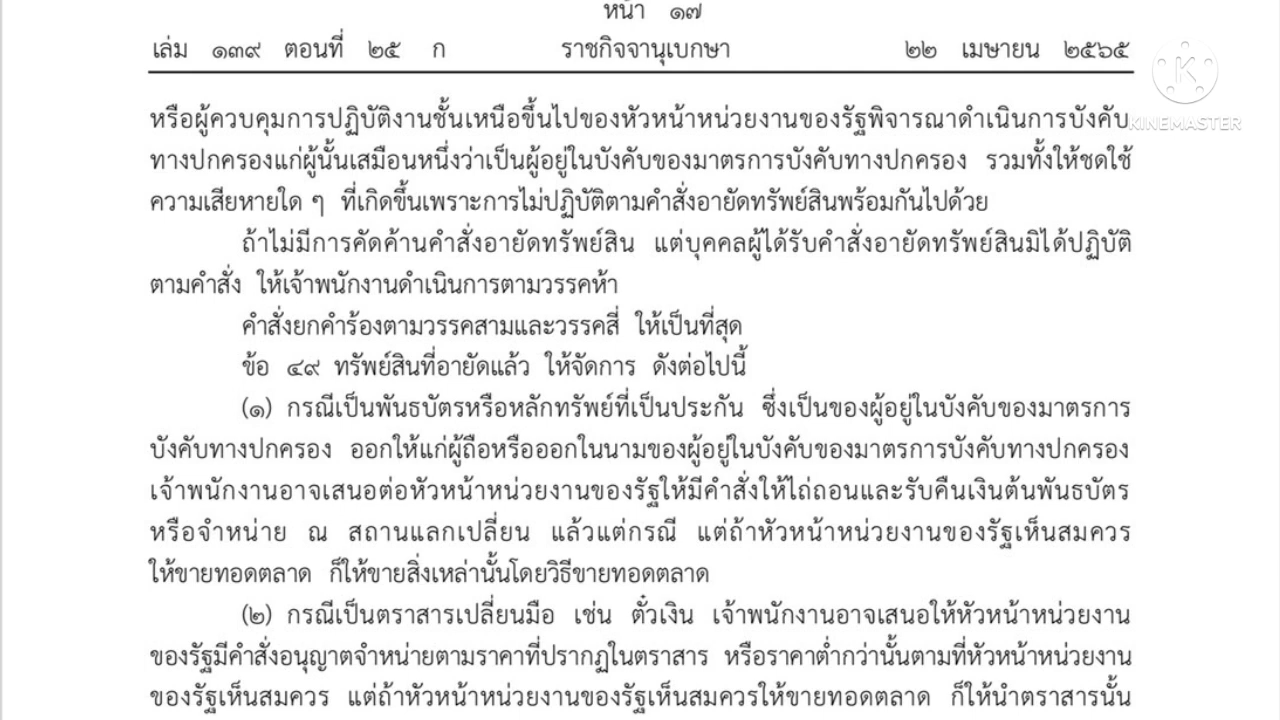 หน้า ๑๗
เล่ม ๑๓๙ ตอนที่ ๒๕ ก ราชกิจจานุเบกษา ๒๒ เมษายน ๒๕๖๕
KINEMASTER
หรือผู้ควบคุมการปฏิบัติงานชั้นเหนือขึ้นไปของหัวหน้าหน่วยงานของรัฐพิจารณาดำเนินการบังคับ
ทางปกครองแก่ผู้นั้นเสมือนหนึ่งว่าเป็นผู้อยู่ในบังคับของมาตรการบังคับทางปกครอง รวมทั้งให้ชดใช้
ความเสียหายใด ๆ ที่เกิดขึ้นเพราะการไม่ปฏิบัติตามคำสั่งอายัดทรัพย์สินพร้อมกันไปด้วย
ถ้าไม่มีการคัดค้านคำสั่งอายัดทรัพย์สิน แต่บุคคลผู้ได้รับคำสั่งอายัดทรัพย์สินมิได้ปฏิบัติ
ตามคำสั่ง ให้เจ้าพนักงานดำเนินการตามวรรคห้า
คำสั่งยกคำร้องตามวรรคสามและวรรคสี่ ให้เป็นที่สุด
ข้อ ๔๙ ทรัพย์สินที่อายัดแล้ว ให้จัดการ ดังต่อไปนี้
(๑) กรณีเป็นพันธบัตรหรือหลักทรัพย์ที่เป็นประกัน ซึ่งเป็นของผู้อยู่ในบังคับของมาตรการ
บังคับทางปกครอง ออกให้แก่ผู้ถือหรือออกในนามของผู้อยู่ในบังคับของมาตรการบังคับทางปกครอง
เจ้าพนักงานอาจเสนอต่อหัวหน้าหน่วยงานของรัฐให้มีคำสั่งให้ไถ่ถอนและรับคืนเงินต้นพันธบัตร
หรือจำหน่าย ณ สถานแลกเปลี่ยน แล้วแต่กรณี แต่ถ้าหัวหน้าหน่วยงานของรัฐเห็นสมควร
ให้ขายทอดตลาด ก็ให้ขายสิ่งเหล่านั้นโดยวิธีขายทอดตลาด
(๒) กรณีเป็นตราสารเปลี่ยนมือ เช่น ตั๋วเงิน เจ้าพนักงานอาจเสนอให้หัวหน้าหน่วยงาน
ของรัฐมีคำสั่งอนุญาตจำหน่ายตามราคาที่ปรากฏในตราสาร หรือราคาต่ำกว่านั้นตามที่หัวหน้าหน่วยงาน
ของรัฐเห็นสมควร แต่ถ้าหัวหน้าหน่วยงานของรัฐเห็นสมควรให้ขายทอดตลาด ก็ให้นำตราสารนั้น